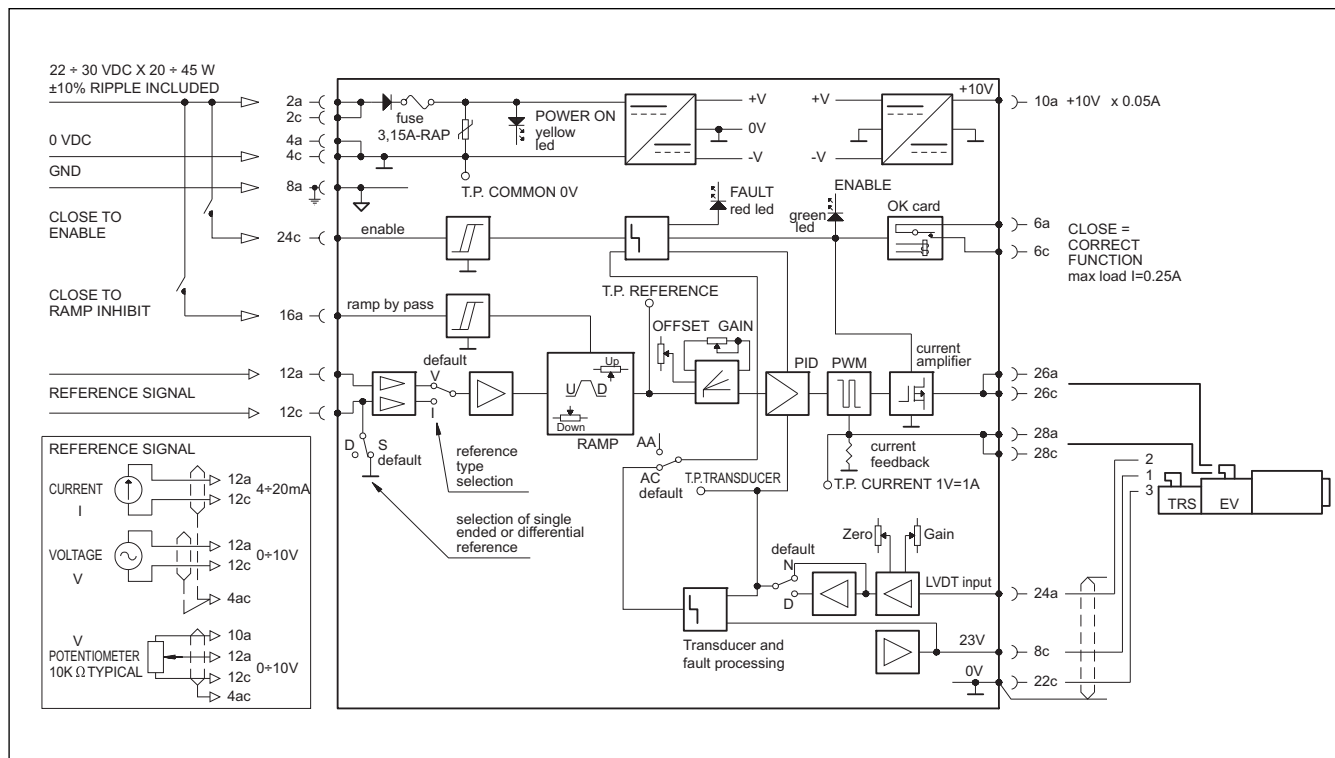 22 ÷ 30 VDC X 20 ÷ 45 W
±10% RIPPLE INCLUDED
0 VDC
GND
CLOSE TO
ENABLE
CLOSE TO
RAMP INHIBIT
REFERENCE SIGNAL
2a
2c
4a
4c
8a
24c
16a
12a
12c
fuse
3,15A-RAP
POWER ON
yellow
led
T.P. COMMON 0V
+V
0V
-V
+V
-V
+10V
10a +10V x 0.05A
enable
FAULT
red led
ENABLE
green
led
OK card
6a
6c
CLOSE =
CORRECT
FUNCTION
max load I=0.25A
ramp by pass
T.P. REFERENCE
OFFSET GAIN
default
V
I
Up
U D
Down
RAMP
PID
PWM
current
amplifier
26a
26c
28a
28c
D
S
default
reference
type
selection
selection of single
ended or differential
reference
AA
AC
default
T.P.TRANSDUCER
current
feedback
T.P. CURRENT 1V=1A
2
1
3
TRS
EV
Zero
Gain
default
N
D
LVDT input
24a
Transducer and
fault processing
23V
8c
0V
22c
REFERENCE SIGNAL
CURRENT
I
12a
12c
4÷20mA
VOLTAGE
V
12a
12c
0÷10V
4ac
V
POTENTIOMETER
10K Ω TYPICAL
10a
12a
12c
0÷10V
4ac